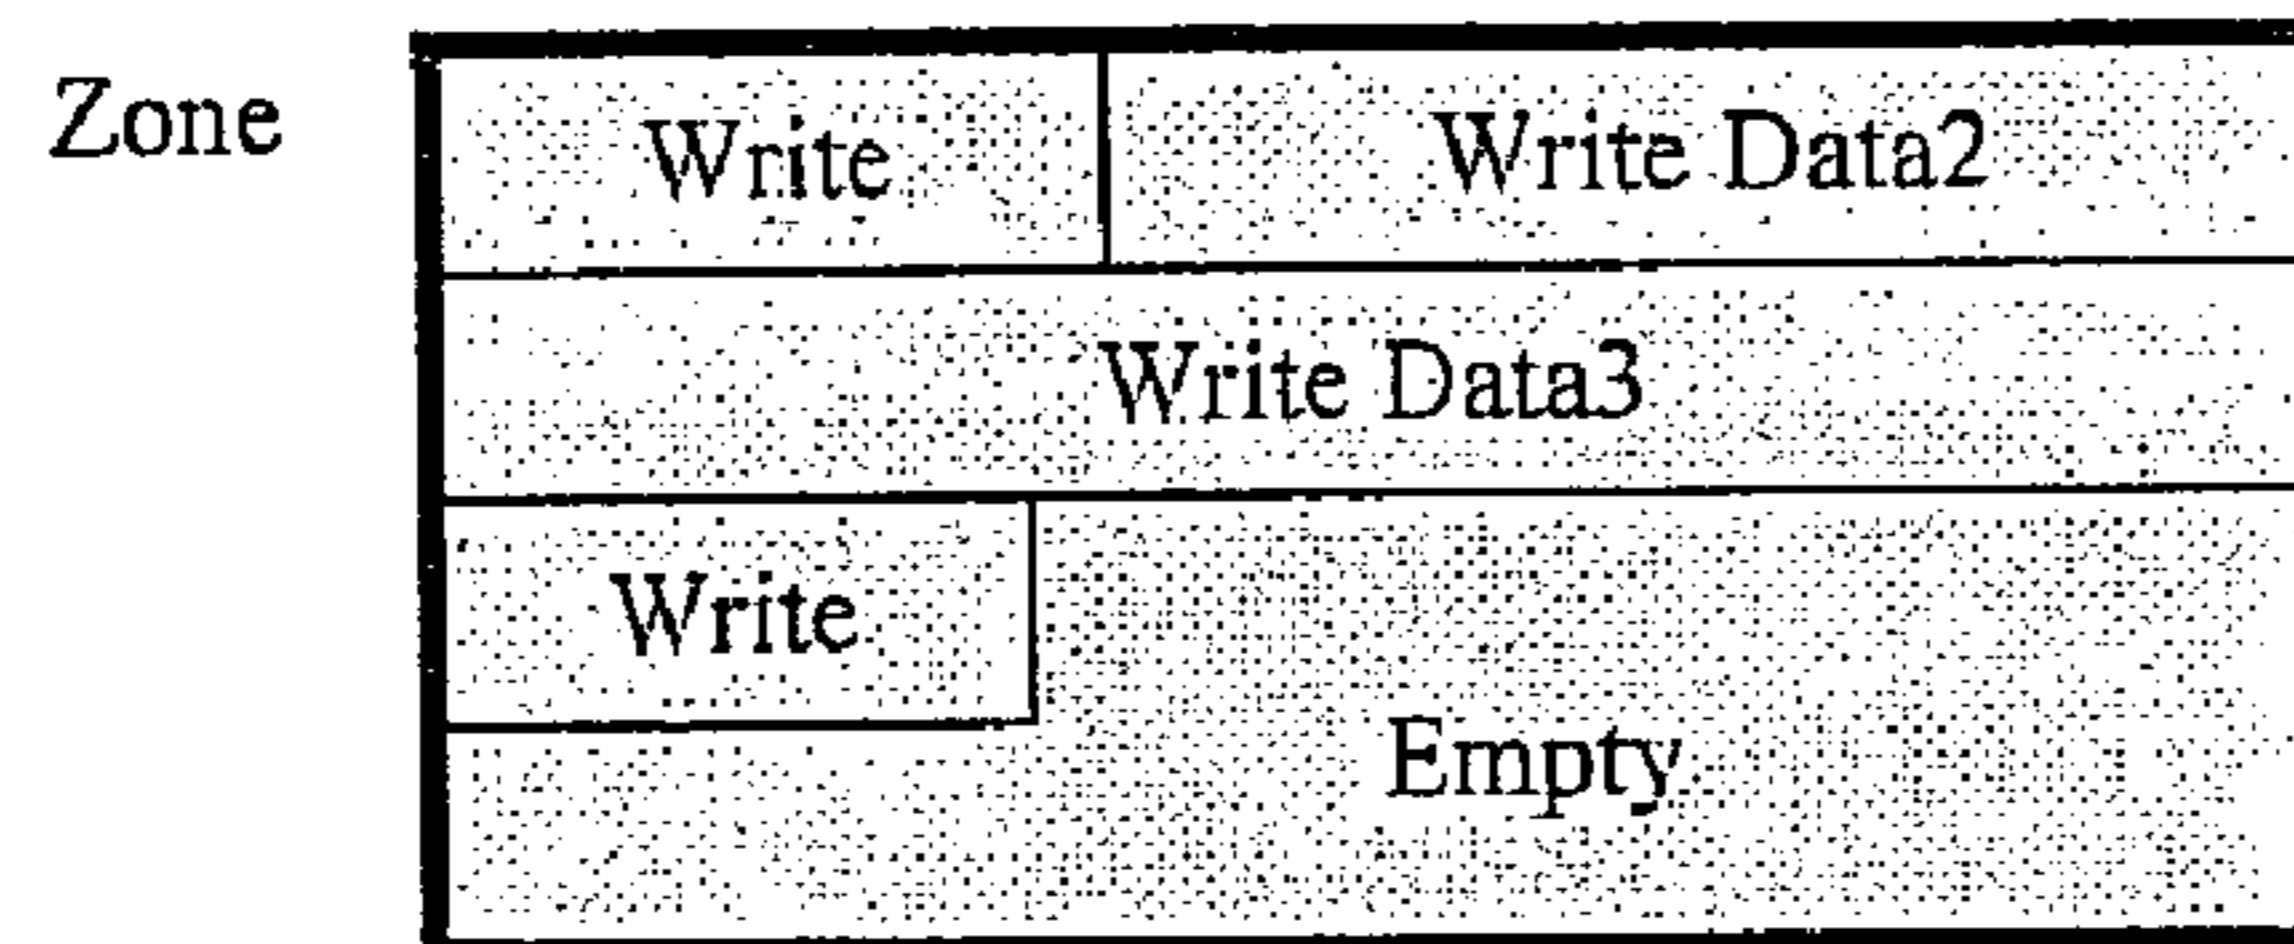 Zone
Write
Write Data2
Write Data3
Write
Empty